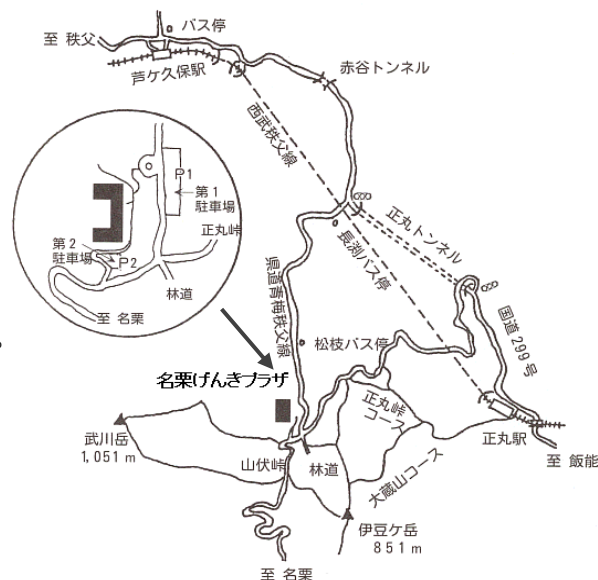 バス停
至 秩父
芦ケ久保駅
赤谷トンネル
西武秩父線
P1
第1
駐車場
第2
駐車場
P2
正丸峠
林道
至 名栗
正丸トンネル
長渕バス停
県道青梅秩父線
国道299号
松枝バス停
名栗げんきプラザ
正丸峠
コース
正丸駅
至 飯能
武川岳
1,051m
山伏峠
林道
大蔵山コース
伊豆ケ岳
851m
至 名栗